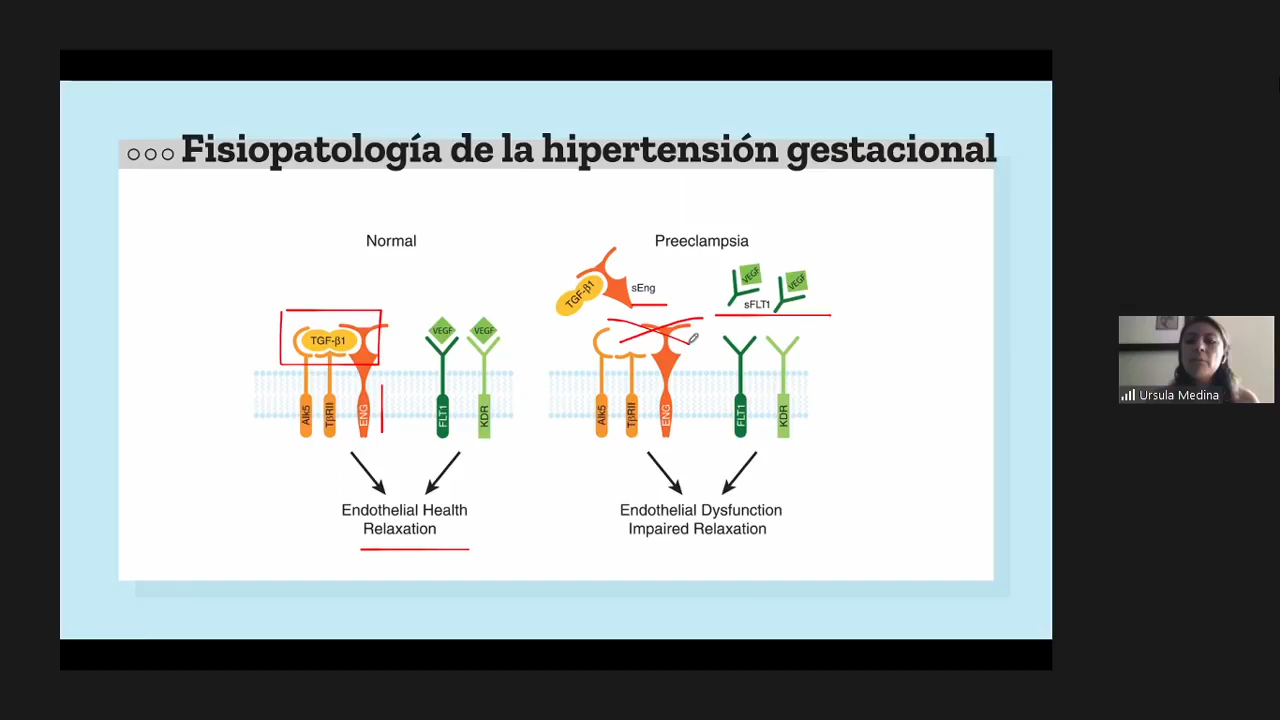 Fisiopatología de la hipertensión gestacional
Normal
Preeclampsia
TGF-β1
sEng
VEGF
VEGF
sFLT1
TGF-β1
VEGF
VEGF
Alk5
TβRII
ENG
FLT1
KDR
Alk5
TβRII
ENG
FLT1
KDR
Endothelial Health
Relaxation
Endothelial Dysfunction
Impaired Relaxation
Ursula Medina